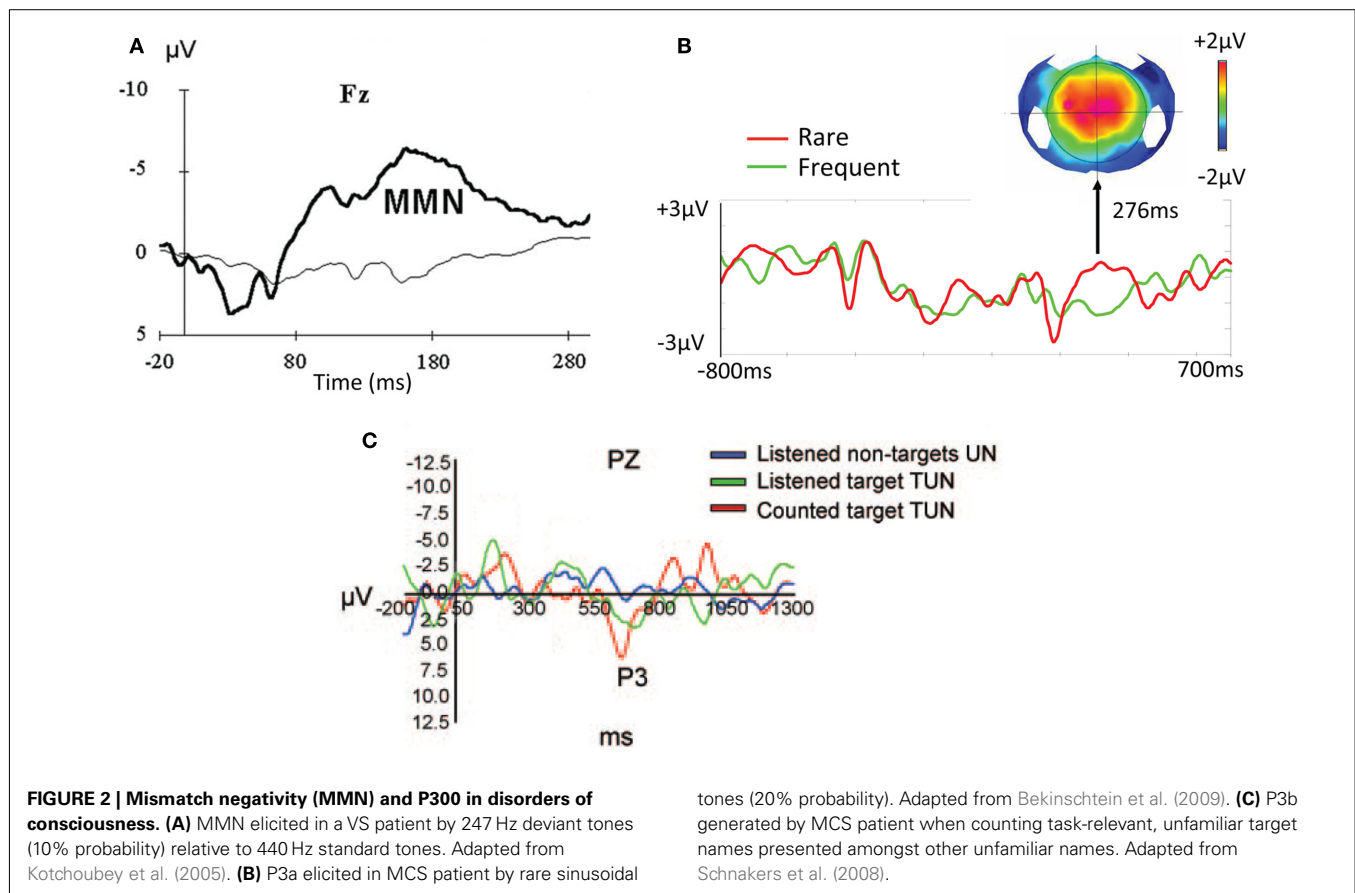 A
µV
Fz
-10
-5
0
5
MMN
-20
80
180
280
Time (ms)
B
+2µV
-2µV
Rare
Frequent
276ms
+3µV
-3µV
-800ms
700ms
C
PZ
Listened non-targets UN
Listened target TUN
Counted target TUN
-12.5
-10.0
-7.5
-5.0
-2.5
0.0
2.5
5.0
7.5
10.0
12.5
µV
-200 50 300 550 800 1050 1300
P3
ms
FIGURE 2 | Mismatch negativity (MMN) and P300 in disorders of
consciousness. (A) MMN elicited in a VS patient by 247 Hz deviant tones
(10% probability) relative to 440 Hz standard tones. Adapted from
Kotchoubey et al. (2005). (B) P3a elicited in MCS patient by rare sinusoidal
tones (20% probability). Adapted from Bekinschtein et al. (2009). (C) P3b
generated by MCS patient when counting task-relevant, unfamiliar target
names presented amongst other unfamiliar names. Adapted from
Schnakers et al. (2008).